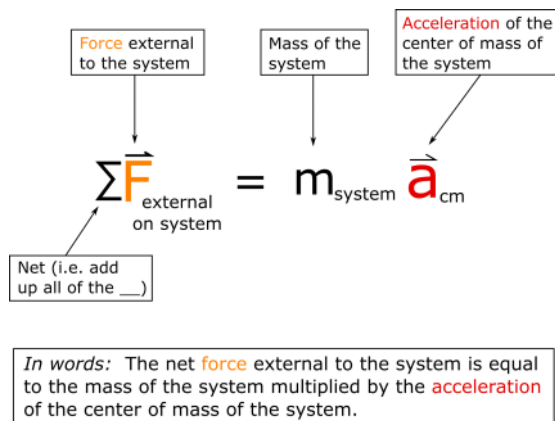 Force external
to the system
Mass of the
system
Acceleration of the
center of mass of
the system
∑F external on system = m system a cm
Net (i.e. add
up all of the __)
In words: The net force external to the system is equal
to the mass of the system multiplied by the acceleration
of the center of mass of the system.